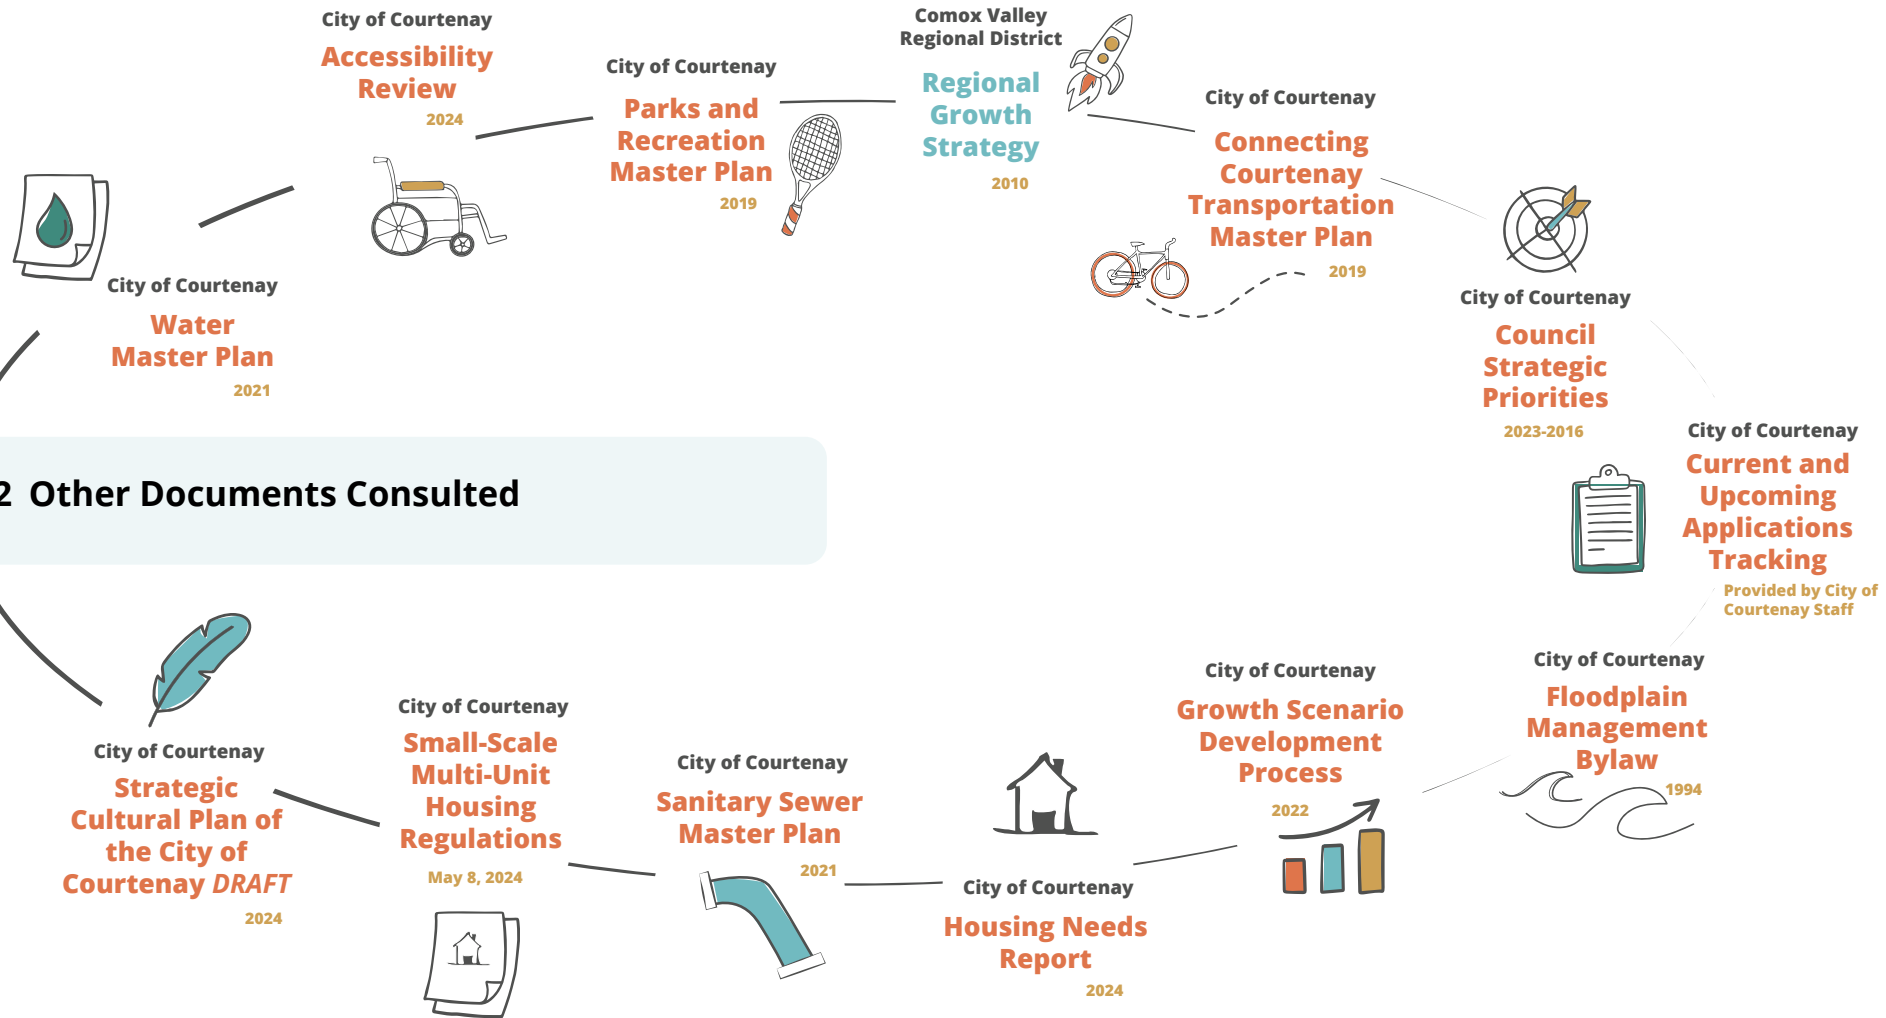 City of Courtenay
Accessibility
Review
2024
City of Courtenay
Parks and
Recreation
Master Plan
2019
Comox Valley
Regional District
Regional
Growth
Strategy
2010
City of Courtenay
Connecting
Courtenay
Transportation
Master Plan
2019
City of Courtenay
Water
Master Plan
2021
City of Courtenay
Council
Strategic
Priorities
2023-2016
City of Courtenay
Current and
Upcoming
Applications
Tracking
Provided by City of
Courtenay Staff
2 Other Documents Consulted
City of Courtenay
Strategic
Cultural Plan of
the City of
Courtenay DRAFT
2024
City of Courtenay
Small-Scale
Multi-Unit
Housing
Regulations
May 8, 2024
City of Courtenay
Sanitary Sewer
Master Plan
2021
City of Courtenay
Housing Needs
Report
2024
City of Courtenay
Growth Scenario
Development
Process
2022
City of Courtenay
Floodplain
Management
Bylaw
1994